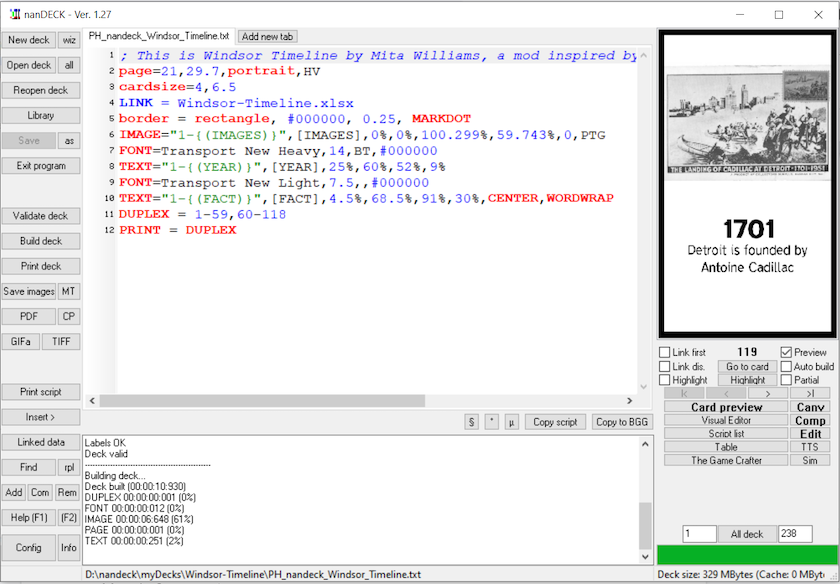 nanDECK - Ver. 1.27
New deck
wiz
Open deck
all
Reopen deck
Library
Save
as
Exit program
Validate deck
Build deck
Print deck
Save images
MT
PDF
CP
GIFa
TIFF
Print script
Insert >
Linked data
Find
rpl
Add
Com
Rem
Help (F1)
(F2)
Config
Info
PH_nandeck_Windsor_Timeline.txt
Add new tab
1 ; This is Windsor Timeline by Mita Williams, a mod inspired by
2 page=21,29.7,portrait,HV
3 cardsize=4,6.5
4 LINK = Windsor-Timeline.xlsx
5 border = rectangle, #000000, 0.25, MARKDOT
6 IMAGE="1-{(IMAGES)}",[IMAGES],0%,0%,100.299%,59.743%,0,PTG
7 FONT=Transport New Heavy,14,BT,#000000
8 TEXT="1-{(YEAR)}",[YEAR],25%,60%,52%,9%
9 FONT=Transport New Light,7.5,,#000000
10 TEXT="1-{(FACT)}",[FACT],4.5%,68.5%,91%,30%,CENTER,WORDWRAP
11 DUPLEX = 1-59,60-118
12 PRINT = DUPLEX
§
"
µ
Copy script
Copy to BGG
Labels OK
Deck valid
Building deck...
Deck built (00:00:10:930)
DUPLEX 00:00:00:001 (0%)
FONT 00:00:00:012 (0%)
IMAGE 00:00:06:648 (61%)
PAGE 00:00:00:001 (0%)
TEXT 00:00:00:251 (2%)
D:\nandeck\myDecks\Windsor-Timeline\PH_nandeck_Windsor_Timeline.txt
THE LANDING OF CADILLAC AT DETROIT · 1701-1951
1701
Detroit is founded by
Antoine Cadillac
Link first
119
Preview
Link dis.
Go to card
Auto build
Highlight
Highlight
Partial
Card preview
Canv
Visual Editor
Comp
Script list
Edit
Table
TTS
The Game Crafter
Sim
1
All deck
238
Deck size: 329 MBytes (Cache: 0 MByt